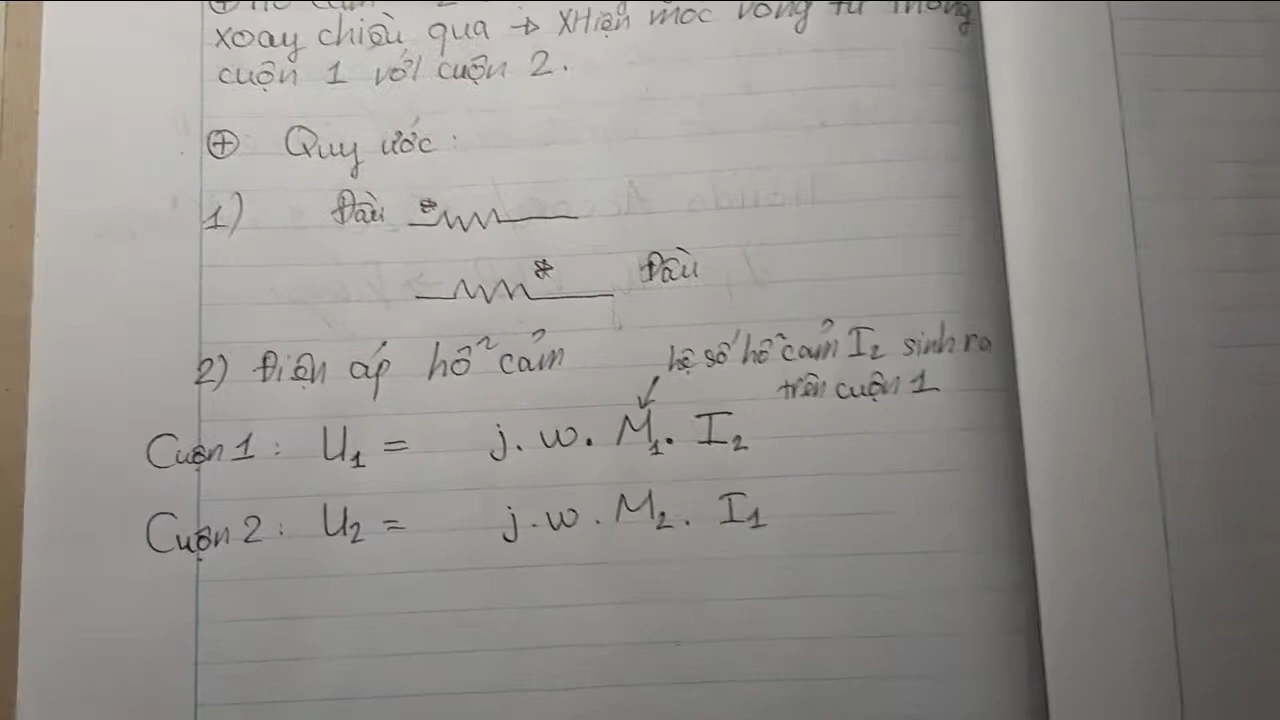 xoay chiều qua → XHiện móc vòng từ thông
cuộn 1 với cuộn 2.
⊕ Quy ước:
1) Đầu *
* Đầu
2) Điện áp hỗ cảm
hệ số hỗ cảm I₂ sinh ra
trên cuộn 1
Cuộn 1: U₁ = j. w. M₁. I₂
Cuộn 2: U₂ = j. w. M₂. I₁